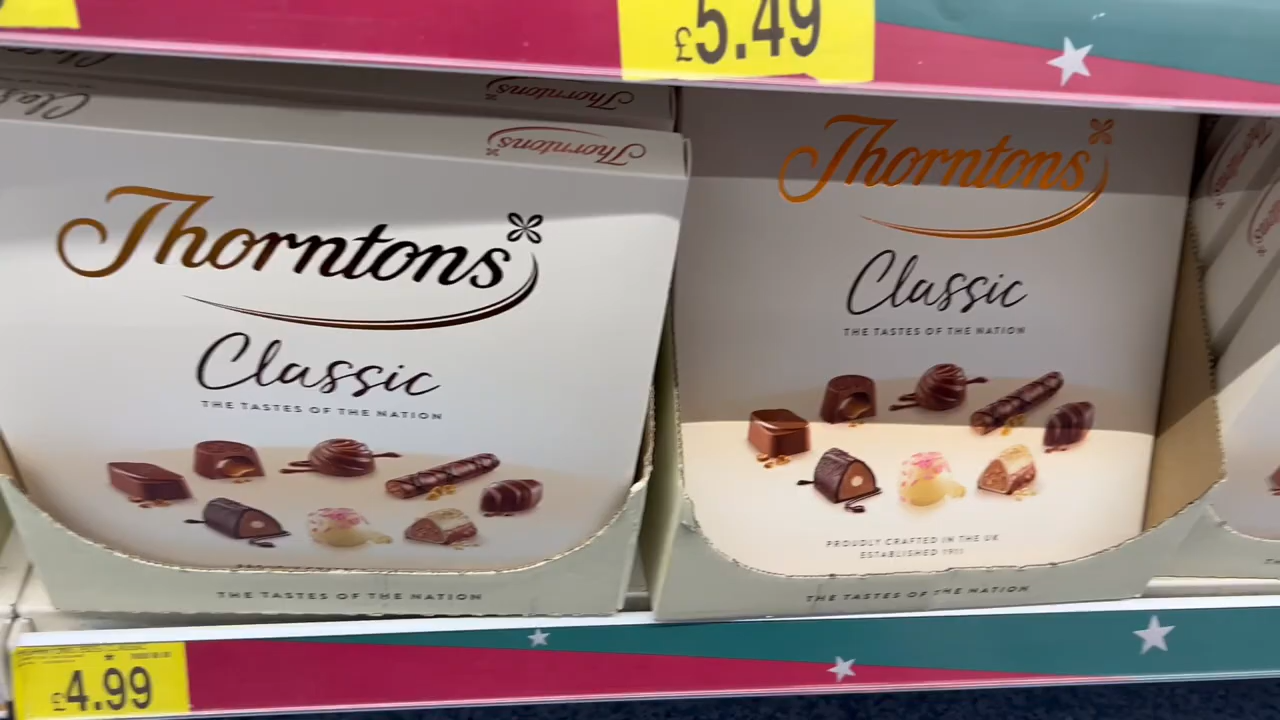 £5.49
Classic
Thorntons
Thorntons
Thorntons
Classic
THE TASTES OF THE NATION
THE TASTES OF THE NATION
Thorntons
Classic
THE TASTES OF THE NATION
PROUDLY CRAFTED IN THE UK
ESTABLISHED 1911
THE TASTES OF THE NATION
£4.99